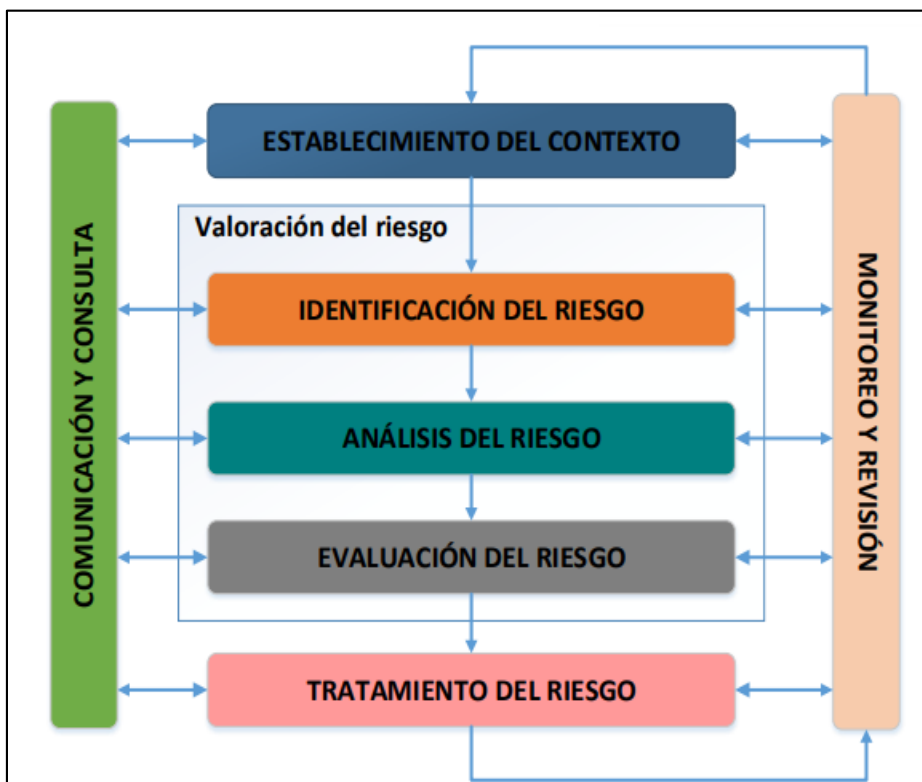 ESTABLECIMIENTO DEL CONTEXTO
Valoración del riesgo
IDENTIFICACIÓN DEL RIESGO
ANÁLISIS DEL RIESGO
EVALUACIÓN DEL RIESGO
TRATAMIENTO DEL RIESGO
COMUNICACIÓN Y CONSULTA
MONITOREO Y REVISIÓN